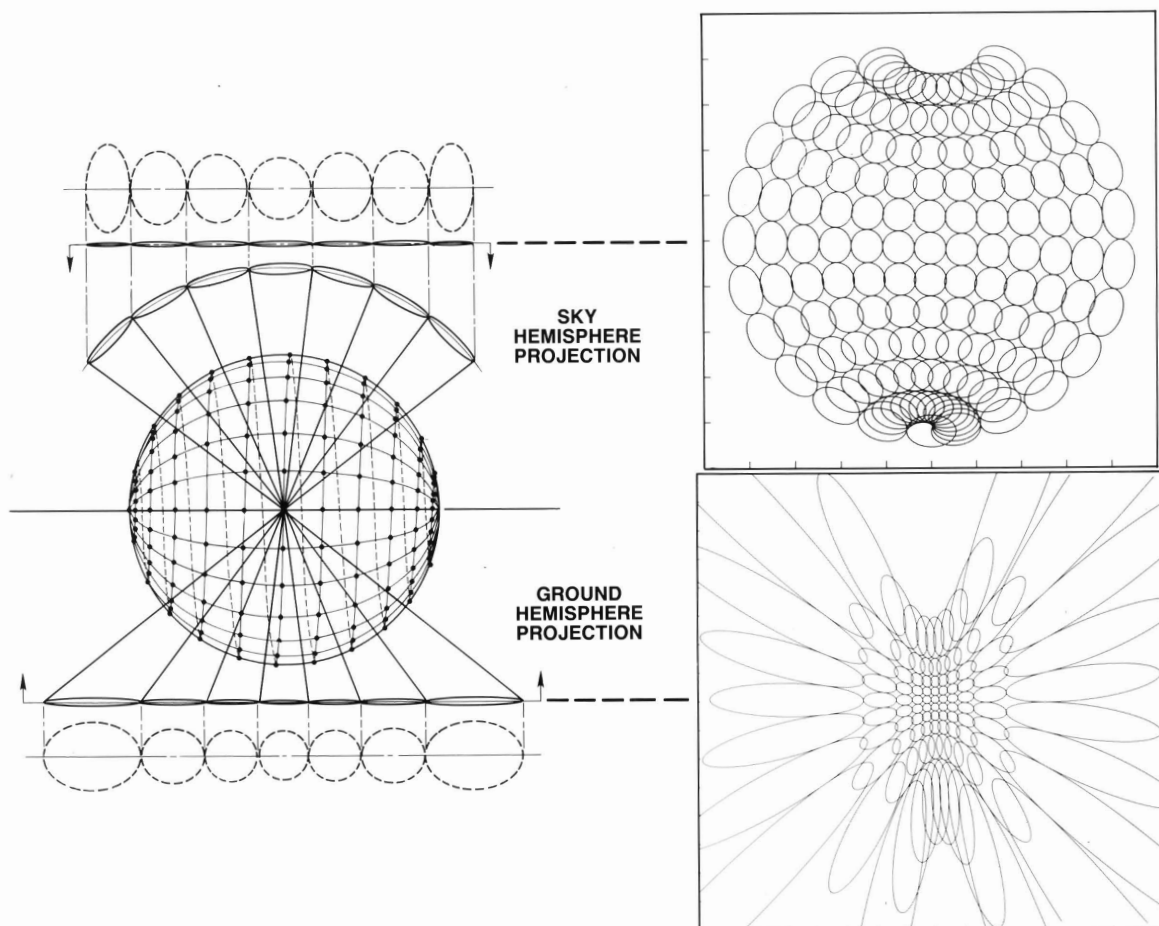 SKY
HEMISPHERE
PROJECTION
GROUND
HEMISPHERE
PROJECTION